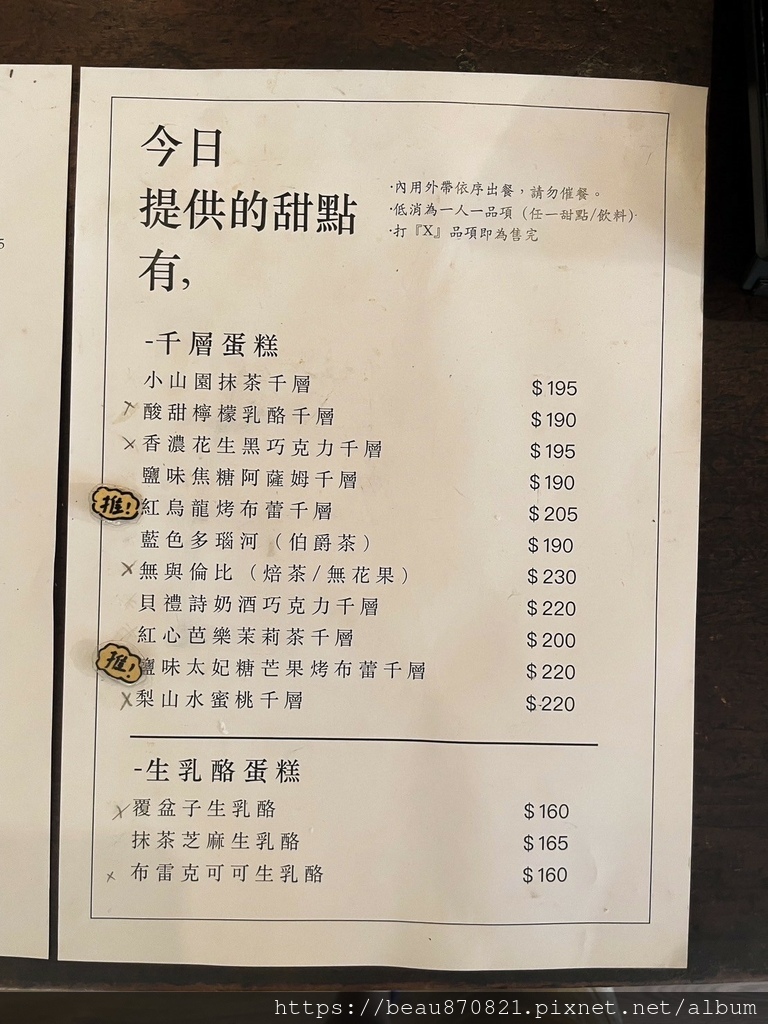 今日
提供的甜點
有,
·內用外帶依序出餐,請勿催餐。
·低消為一人一品項(任一甜點/飲料)·
·打『X』品項即為售完
-千層蛋糕
小山園抹茶千層 $195
酸甜檸檬乳酪千層 $190
香濃花生黑巧克力千層 $195
鹽味焦糖阿薩姆千層 $190
推! 紅烏龍烤布蕾千層 $205
藍色多瑙河(伯爵茶) $190
無與倫比(焙茶/無花果) $230
貝禮詩奶酒巧克力千層 $220
紅心芭樂茉莉茶千層 $200
推! 鹽味太妃糖芒果烤布蕾千層 $220
梨山水蜜桃千層 $220
-生乳酪蛋糕
覆盆子生乳酪 $160
抹茶芝麻生乳酪 $165
布雷克可可生乳酪 $160
5
https://beau870821.pixnet.net/album